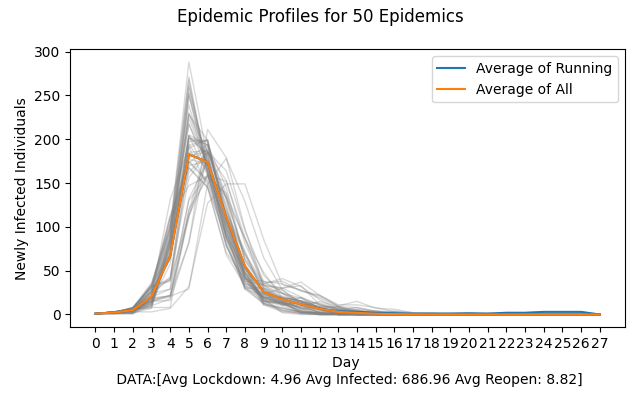 Epidemic Profiles for 50 Epidemics
300
250
200
150
100
50
0
Newly Infected Individuals
Average of Running
Average of All
0 1 2 3 4 5 6 7 8 9 10 11 12 13 14 15 16 17 18 19 20 21 22 23 24 25 26 27
Day
DATA:[Avg Lockdown: 4.96 Avg Infected: 686.96 Avg Reopen: 8.82]